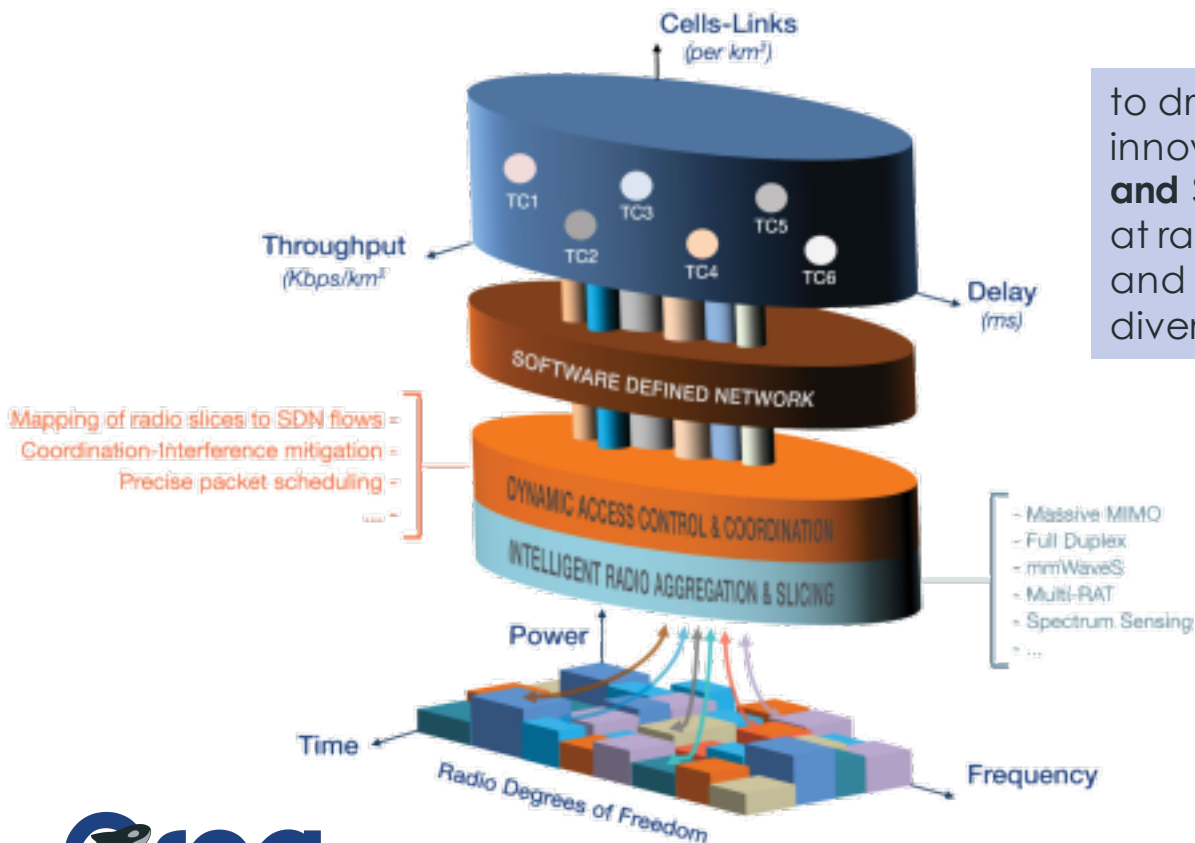 Cells-Links
(per km²)
to dr
innov
and S
at ra
and
diver
TC1
TC3
TC5
TC2
TC4
TC6
Throughput
(Kbps/km²
Delay
(ms)
SOFTWARE DEFINED NETWORK
Mapping of radio slices to SDN flows -
Coordination-Interference mitigation -
Precise packet scheduling -
... -
DYNAMIC ACCESS CONTROL & COORDINATION
INTELLIGENT RADIO AGGREGATION & SLICING
- Massive MIMO
- Full Duplex
- mmWaveS
- Multi-RAT
- Spectrum Sensing
- ...
Power
Time
Radio Degrees of Freedom
Frequency